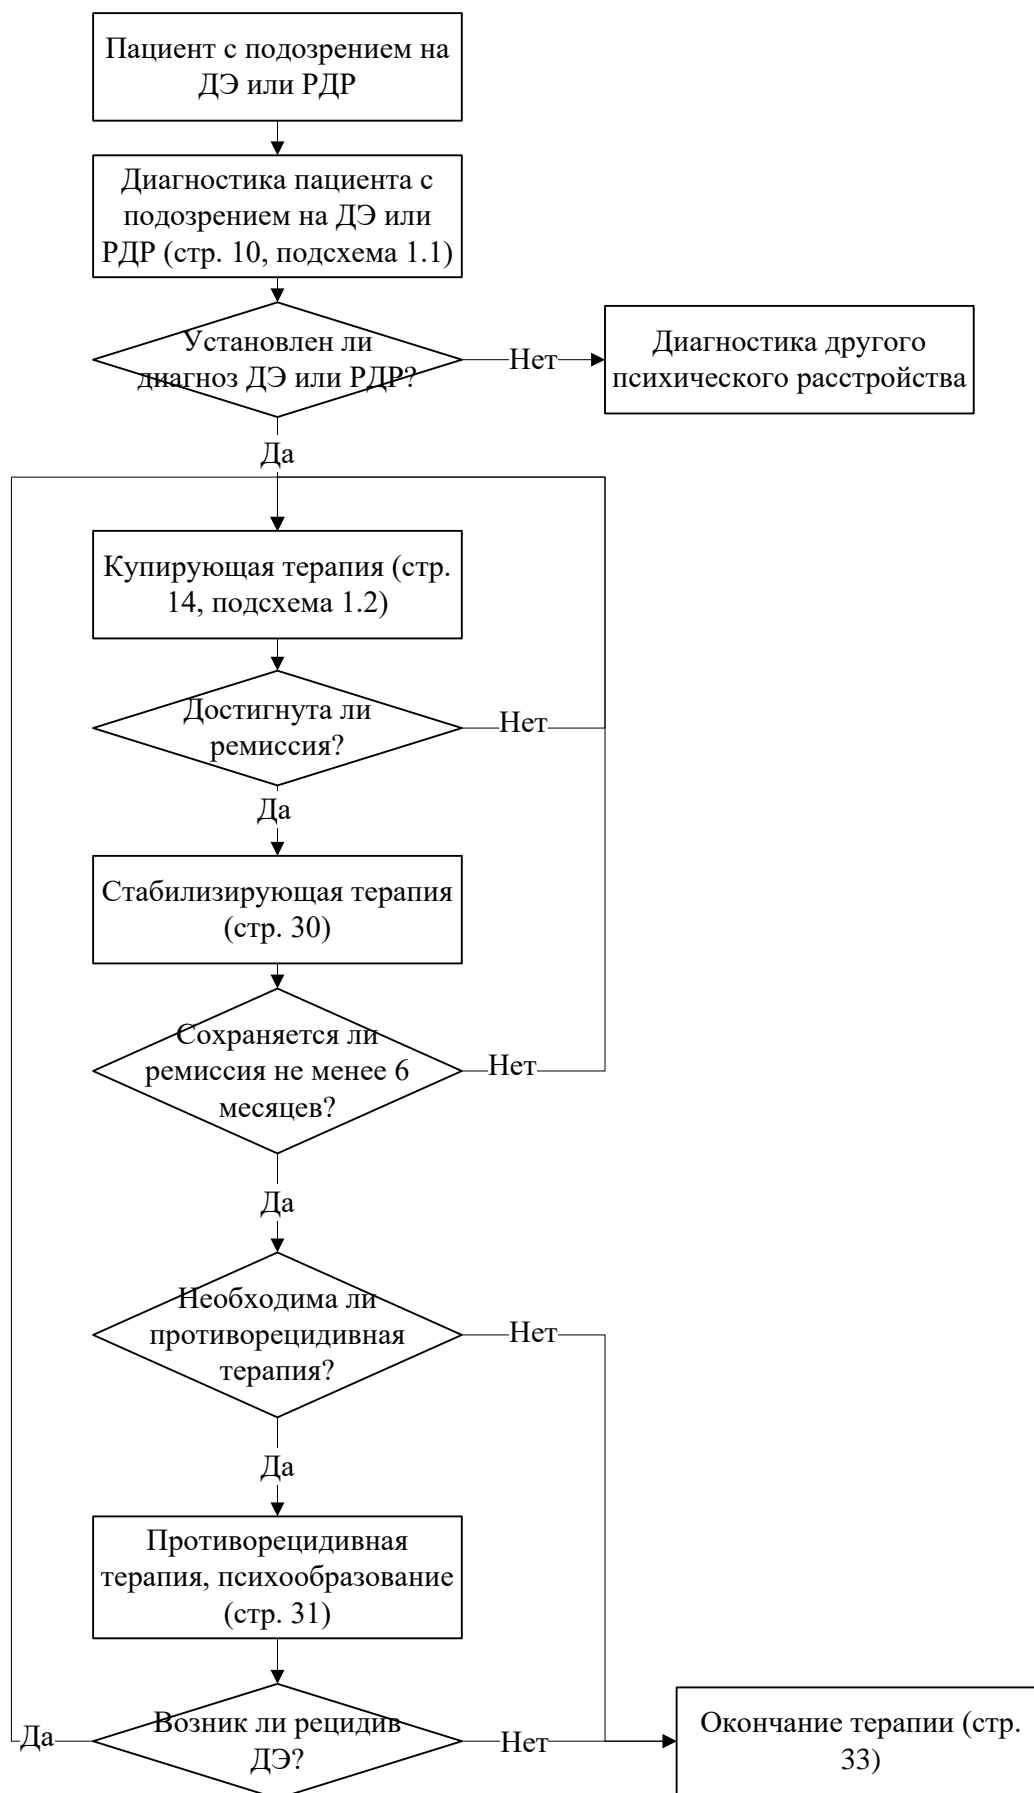 Пациент с подозрением на
ДЭ или РДР
Диагностика пациента с
подозрением на ДЭ или
РДР (стр. 10, подсхема 1.1)
Установлен ли
диагноз ДЭ или РДР?
Нет
Диагностика другого
психического расстройства
Да
Купирующая терапия (стр.
14, подсхема 1.2)
Достигнута ли
ремиссия?
Нет
Да
Стабилизирующая терапия
(стр. 30)
Сохраняется ли
ремиссия не менее 6
месяцев?
Нет
Да
Необходима ли
противорецидивная
терапия?
Нет
Да
Противорецидивная
терапия, психообразование
(стр. 31)
Возник ли рецидив
ДЭ?
Да
Нет
Окончание терапии (стр.
33)